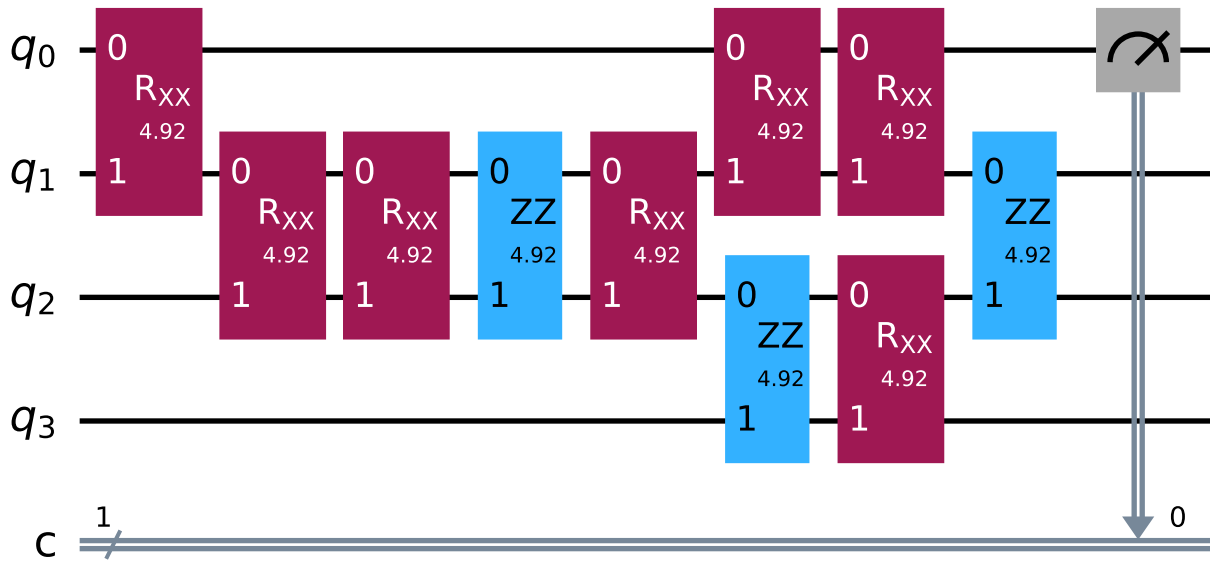 q0 0 0 0
RXX RXX RXX
4.92 4.92 4.92
q1 1 0 0 0 0 1 1 0
RXX RXX ZZ RXX ZZ
4.92 4.92 4.92 4.92 4.92
q2 1 1 1 1 0 0 1
ZZ RXX
4.92 4.92
q3 1 1
1 0
c